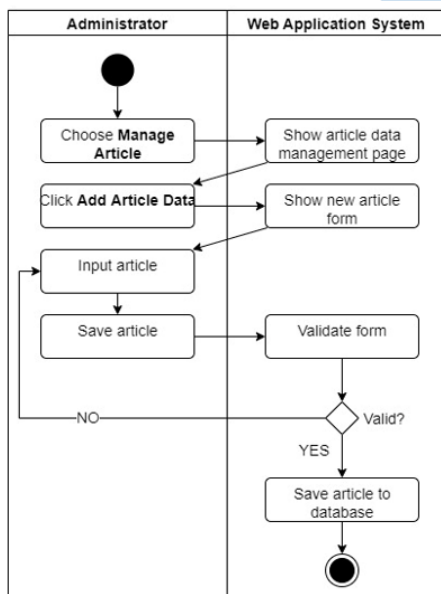 Administrator
Web Application System
Choose Manage
Article
Show article data
management page
Click Add Article Data
Show new article
form
Input article
Save article
Validate form
NO
Valid?
YES
Save article to
database